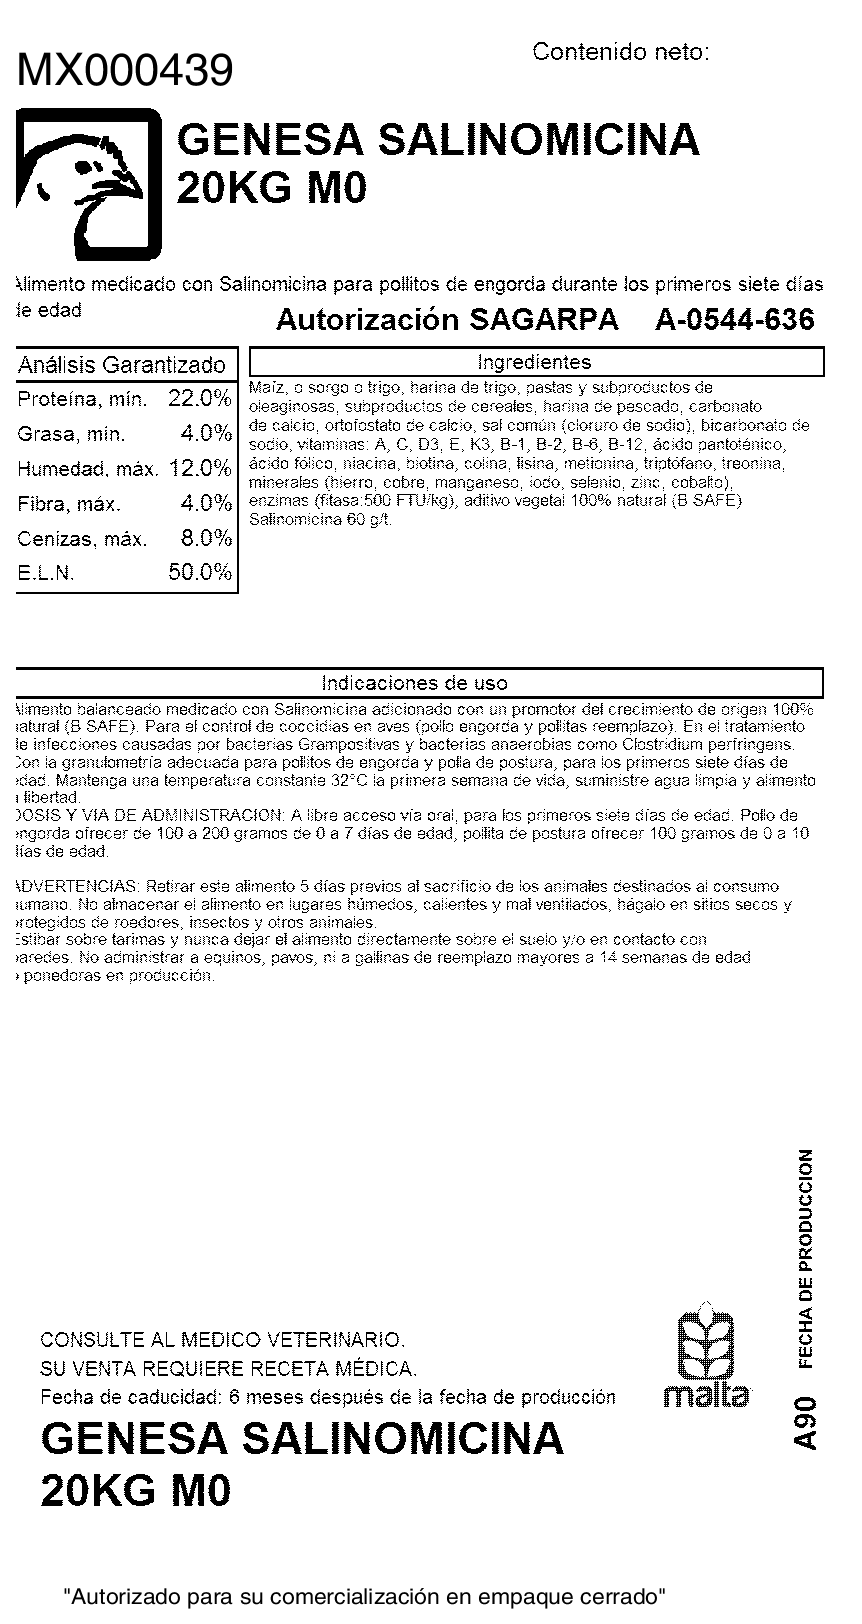 Contenido neto:
MX000439
GENESA SALINOMICINA
20KG M0
limento medicado con Salinomicina para pollitos de engorda durante los primeros siete días
de edad
Autorización SAGARPA A-0544-636
Análisis Garantizado
Proteína, mín. 22.0%
Grasa, mín. 4.0%
Humedad, máx. 12.0%
Fibra, máx. 4.0%
Cenizas, máx. 8.0%
E.L.N. 50.0%
Ingredientes
Maíz, o sorgo o trigo, harina de trigo, pastas y subproductos de
oleaginosas, subproductos de cereales, harina de pescado, carbonato
de calcio, ortofosfato de calcio, sal común (cloruro de sodio), bicarbonato de
sodio, vitaminas: A, C, D3, E, K3, B-1, B-2, B-6, B-12, ácido pantoténico,
ácido fólico, niacina, biotina, colina, lisina, metionina, triptófano, treonina,
minerales (hierro, cobre, manganeso, iodo, selenio, zinc, cobalto),
enzimas (fitasa:500 FTU/kg), aditivo vegetal 100% natural (B SAFE)
Salinomicina 60 g/t.
Indicaciones de uso
limento balanceado medicado con Salinomicina adicionado con un promotor del crecimiento de origen 100%
atural (B SAFE). Para el control de coccidias en aves (pollo engorda y pollitas reemplazo). En el tratamiento
e infecciones causadas por bacterias Grampositivas y bacterias anaerobias como Clostridium perfringens.
Con la granulometría adecuada para pollitos de engorda y polla de postura, para los primeros siete días de
dad. Mantenga una temperatura constante 32°C la primera semana de vida, suministre agua limpia y alimento
libertad.
DOSIS Y VIA DE ADMINISTRACION: A libre acceso vía oral, para los primeros siete días de edad. Pollo de
ngorda ofrecer de 100 a 200 gramos de 0 a 7 días de edad, pollita de postura ofrecer 100 gramos de 0 a 10
días de edad.
ADVERTENCIAS: Retirar este alimento 5 días previos al sacrificio de los animales destinados al consumo
umano. No almacenar el alimento en lugares húmedos, calientes y mal ventilados, hágalo en sitios secos y
rotegidos de roedores, insectos y otros animales.
Estibar sobre tarimas y nunca dejar el alimento directamente sobre el suelo y/o en contacto con
aredes. No administrar a equinos, pavos, ni a gallinas de reemplazo mayores a 14 semanas de edad
ponedoras en producción.
FECHA DE PRODUCCION
A90
CONSULTE AL MEDICO VETERINARIO.
SU VENTA REQUIERE RECETA MÉDICA.
Fecha de caducidad: 6 meses después de la fecha de producción
malta
GENESA SALINOMICINA
20KG M0
"Autorizado para su comercialización en empaque cerrado"